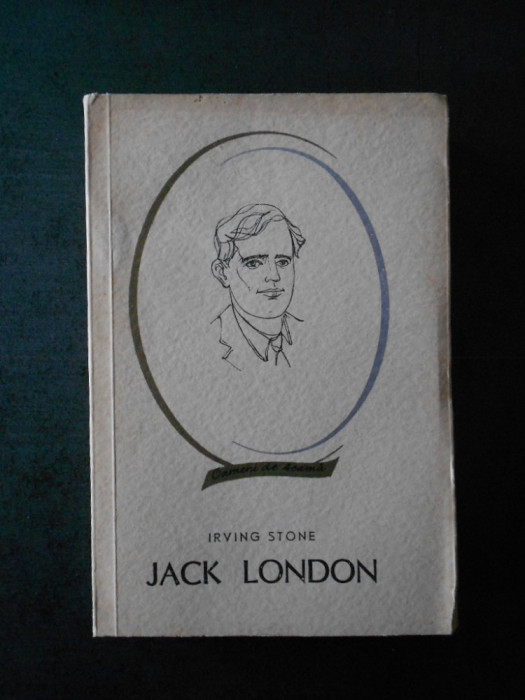 Oameni de seamă
IRVING STONE
JACK LONDON